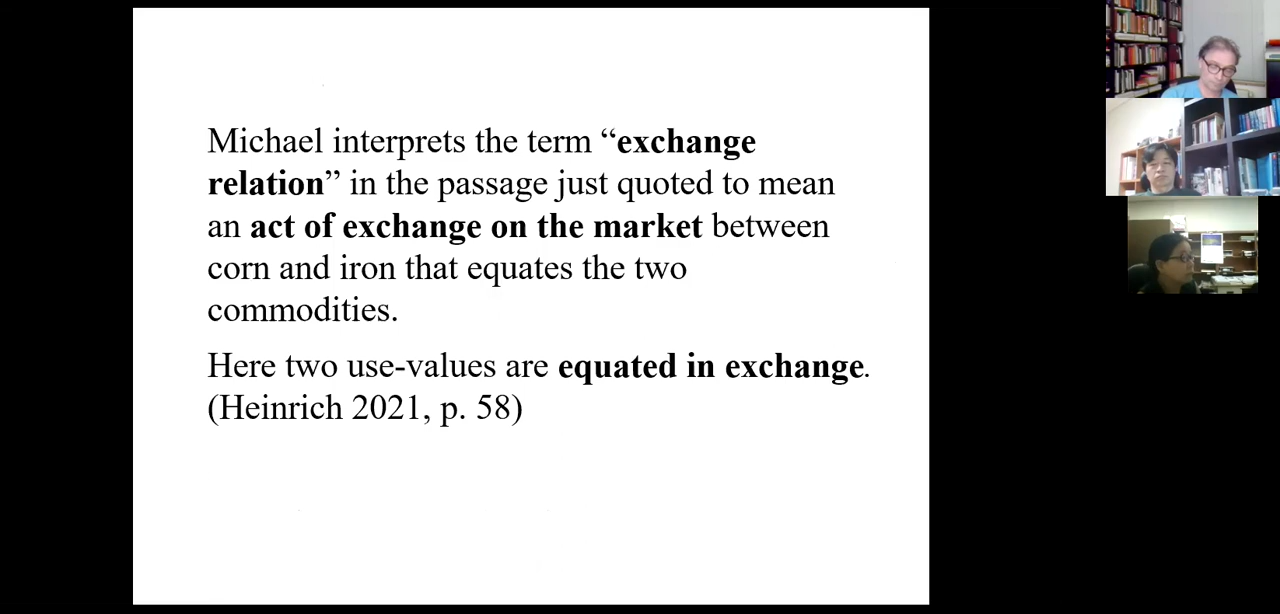 Michael interprets the term “exchange
relation” in the passage just quoted to mean
an act of exchange on the market between
corn and iron that equates the two
commodities.
Here two use-values are equated in exchange.
(Heinrich 2021, p. 58)